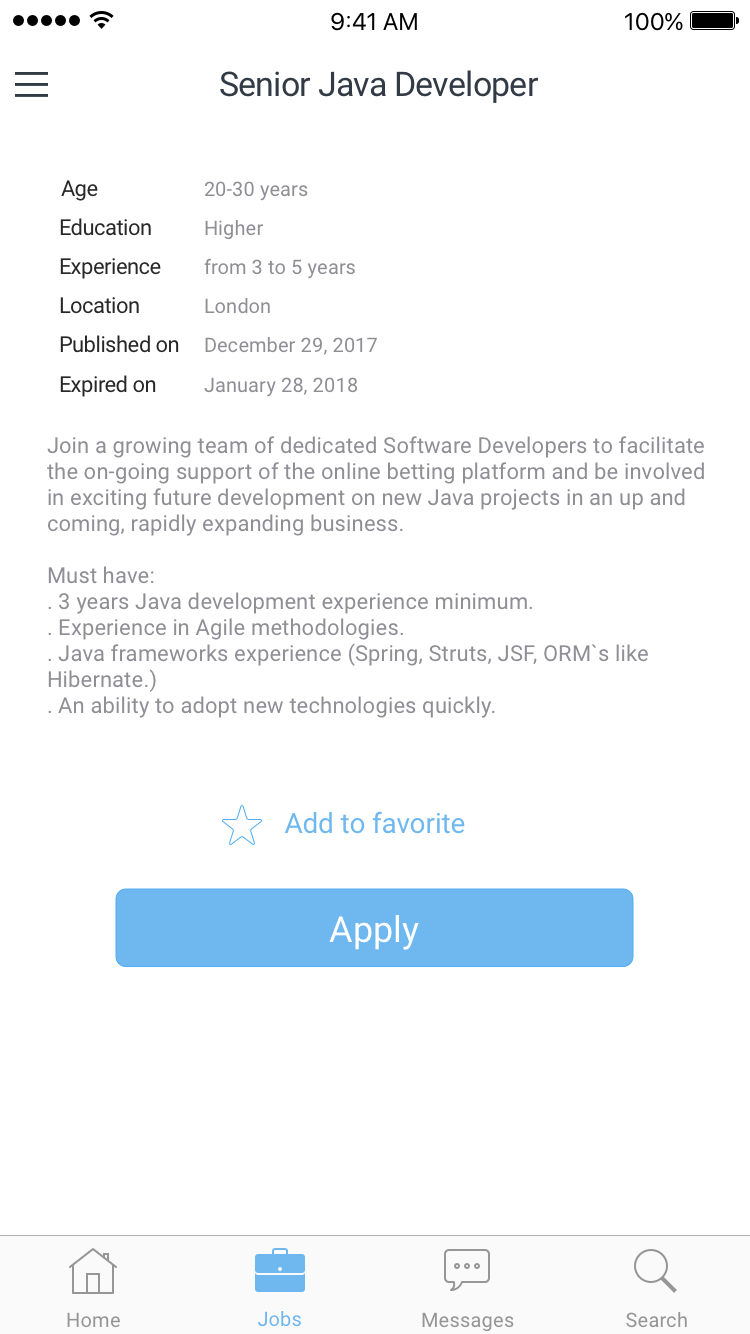 9:41 AM 100%
Senior Java Developer
Age 20-30 years
Education Higher
Experience from 3 to 5 years
Location London
Published on December 29, 2017
Expired on January 28, 2018
Join a growing team of dedicated Software Developers to facilitate
the on-going support of the online betting platform and be involved
in exciting future development on new Java projects in an up and
coming, rapidly expanding business.
Must have:
. 3 years Java development experience minimum.
. Experience in Agile methodologies.
. Java frameworks experience (Spring, Struts, JSF, ORM`s like
Hibernate.)
. An ability to adopt new technologies quickly.
Add to favorite
Apply
Home Jobs Messages Search